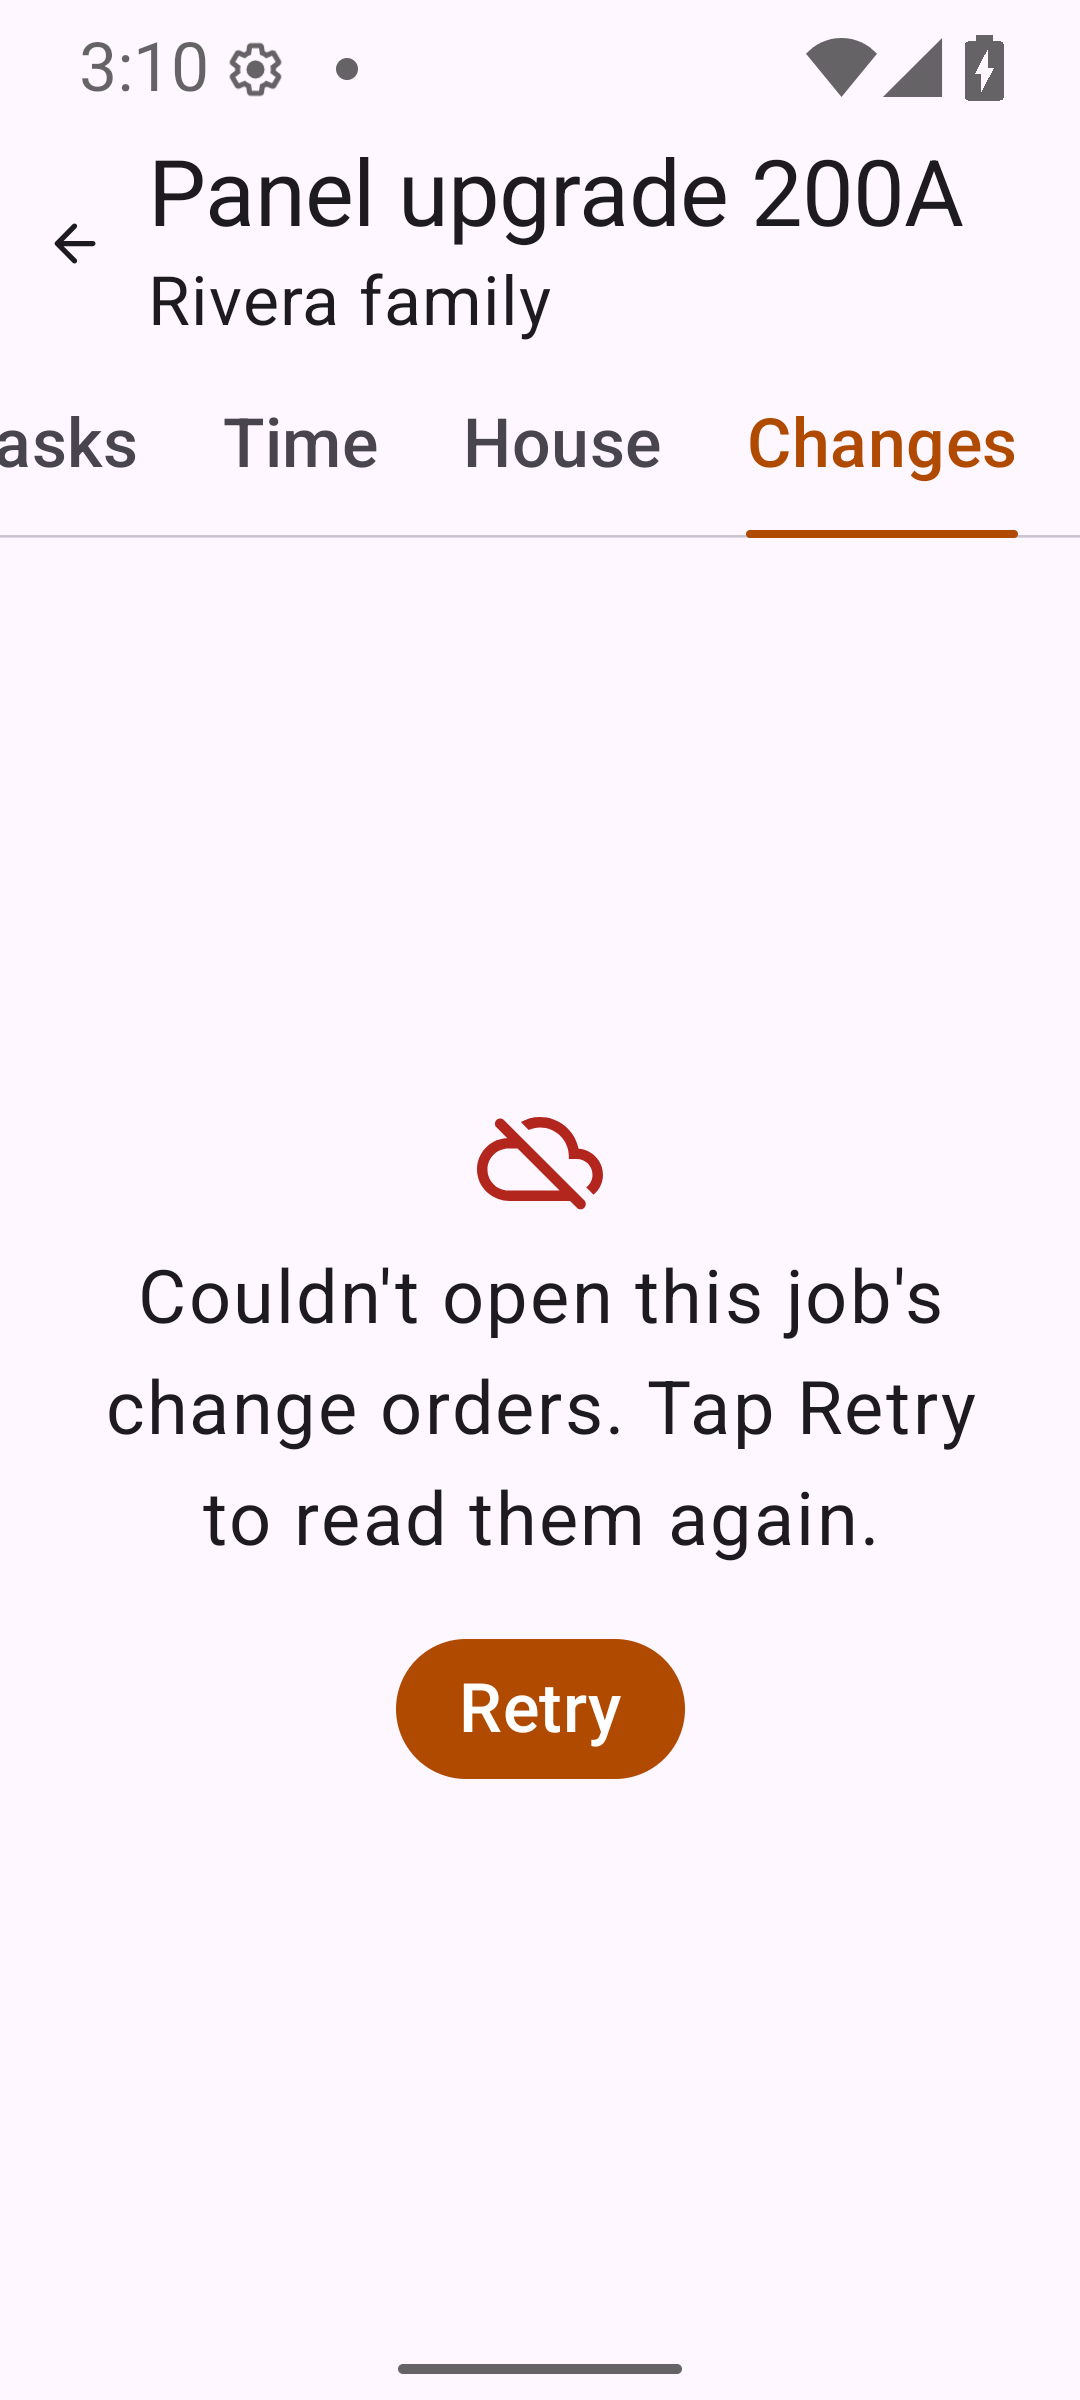 3:10
Panel upgrade 200A
Rivera family
asks Time House Changes
Couldn't open this job's
change orders. Tap Retry
to read them again.
Retry